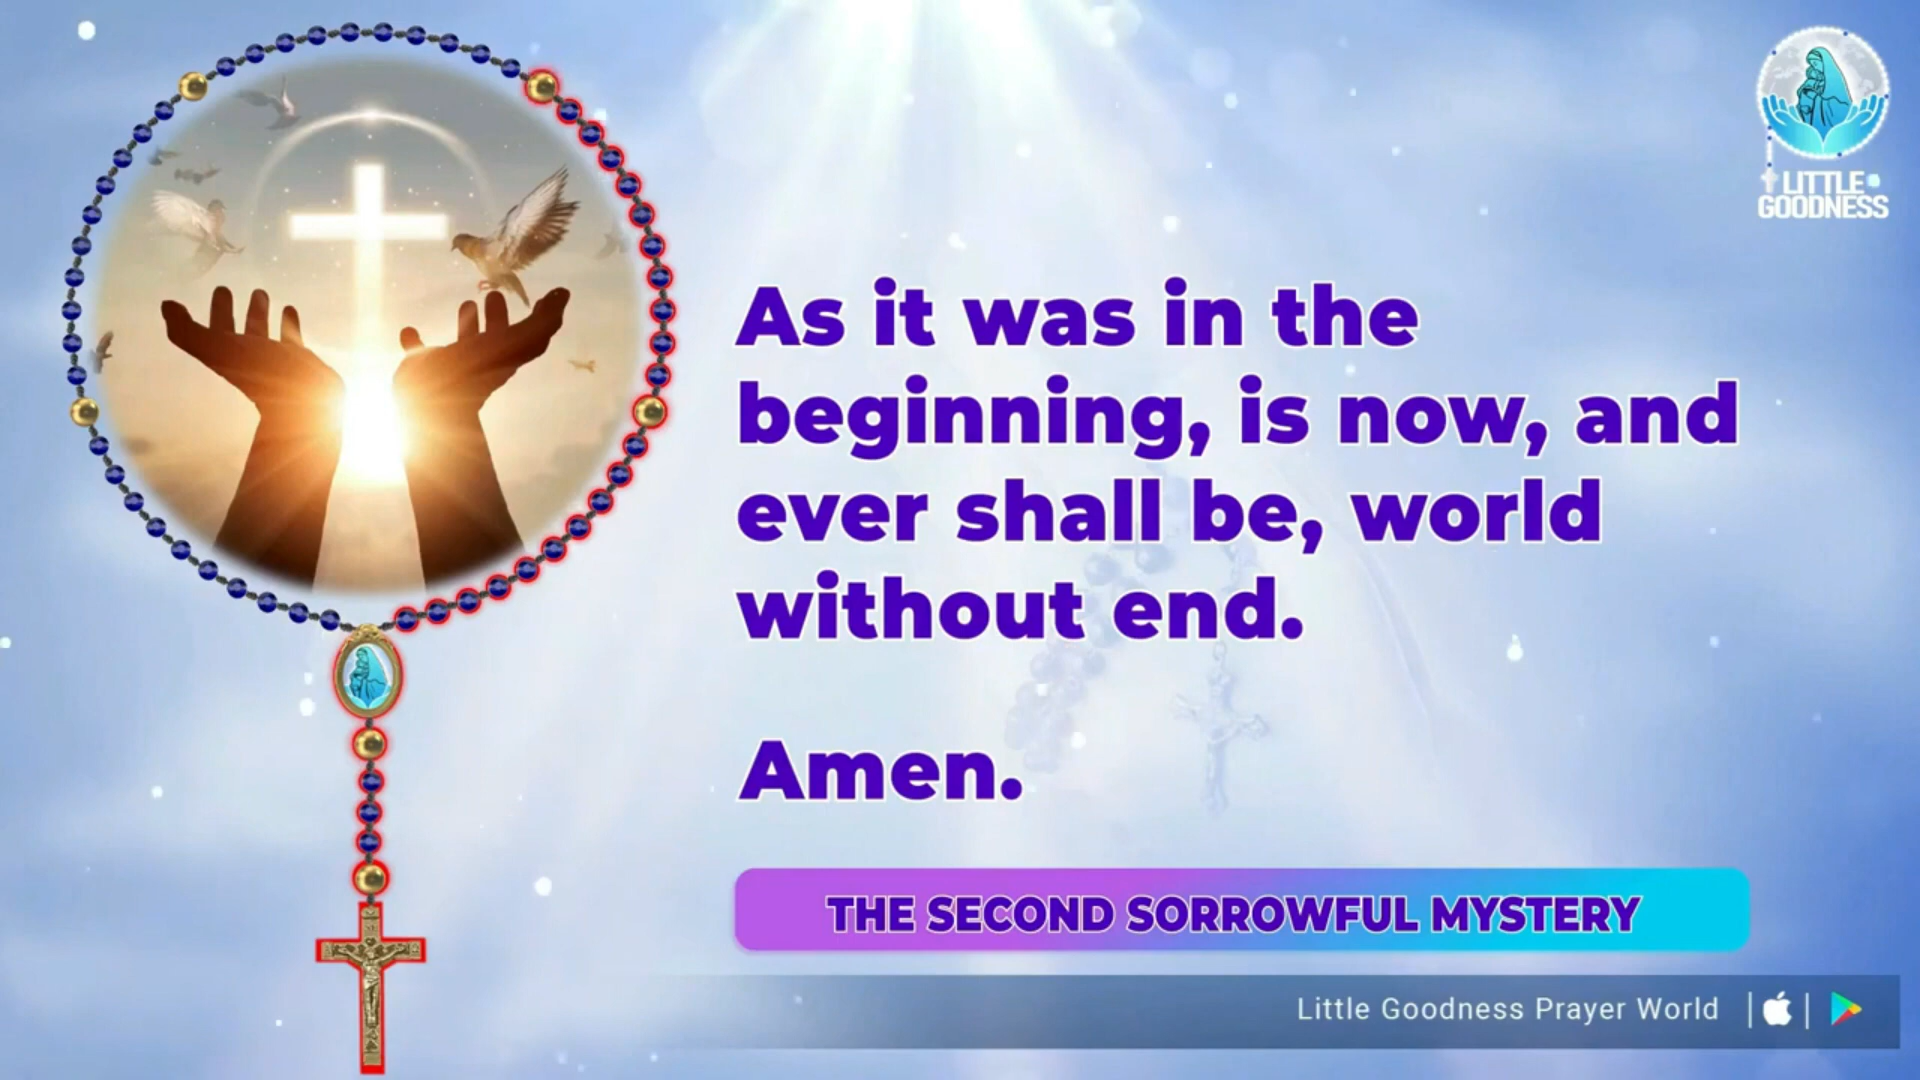 LITTLE
GOODNESS
As it was in the
beginning, is now, and
ever shall be, world
without end.
Amen.
THE SECOND SORROWFUL MYSTERY
Little Goodness Prayer World